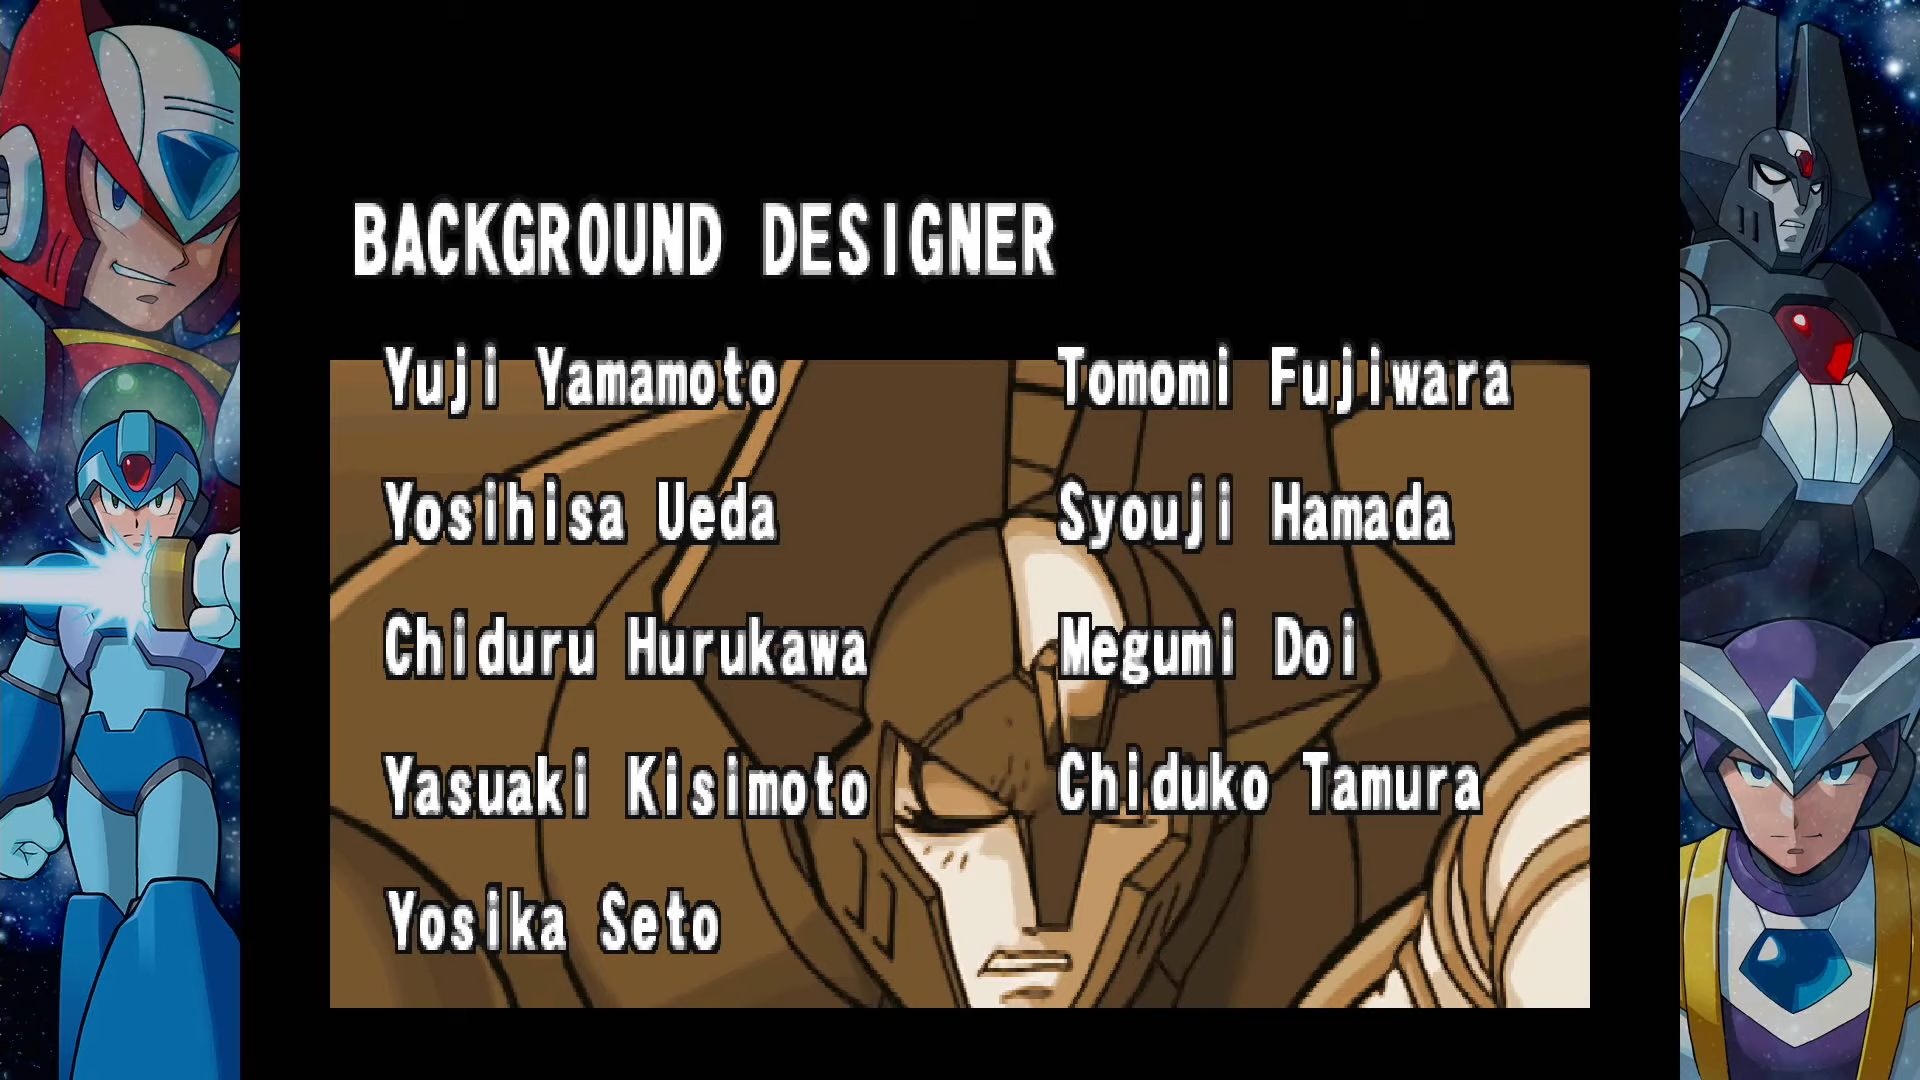 BACKGROUND DESIGNER
Yuji Yamamoto
Tomomi Fujiwara
Yosihisa Ueda
Syouji Hamada
Chiduru Hurukawa
Megumi Doi
Yasuaki Kisimoto
Chiduko Tamura
Yosika Seto